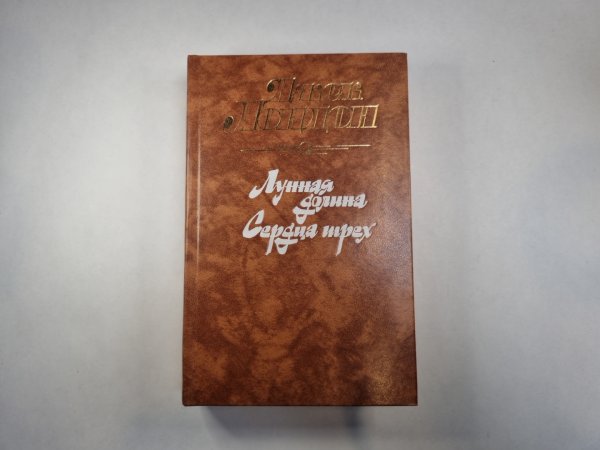 Джек
Лондон
Лунная
долина
Сердца трех